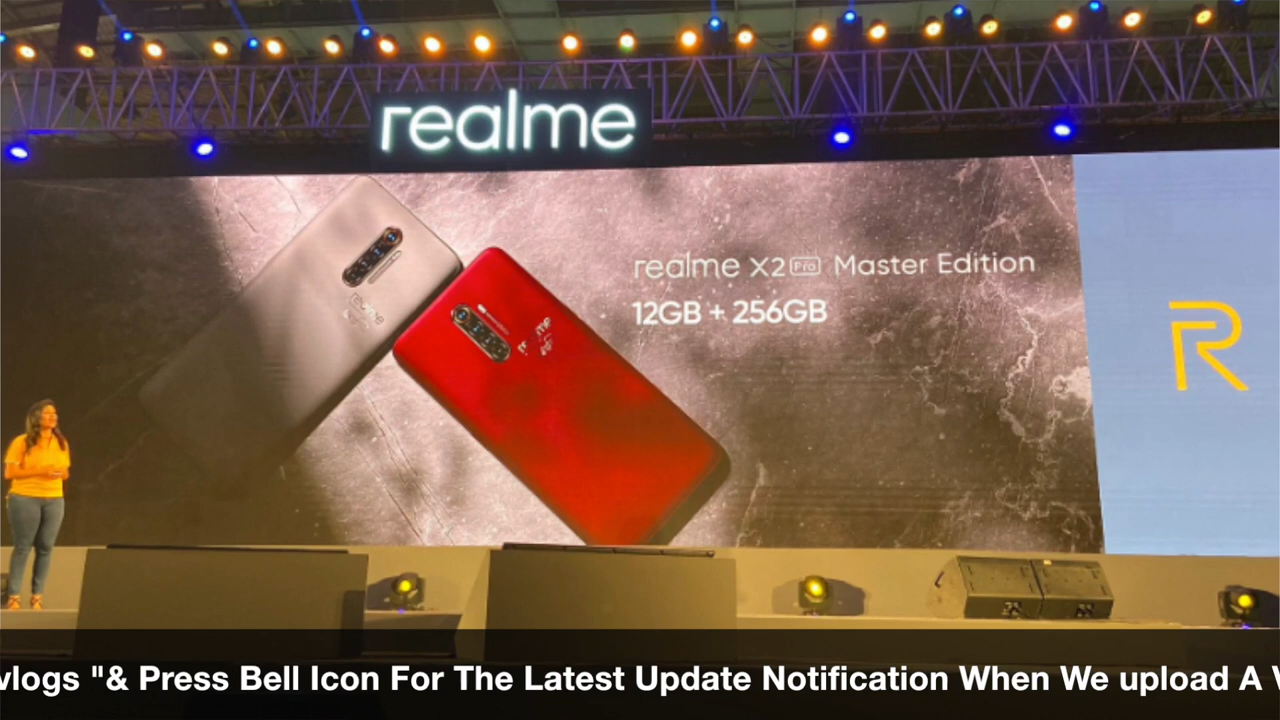 realme
realme X2 Pro Master Edition
12GB + 256GB
R
vlogs "& Press Bell Icon For The Latest Update Notification When We upload A